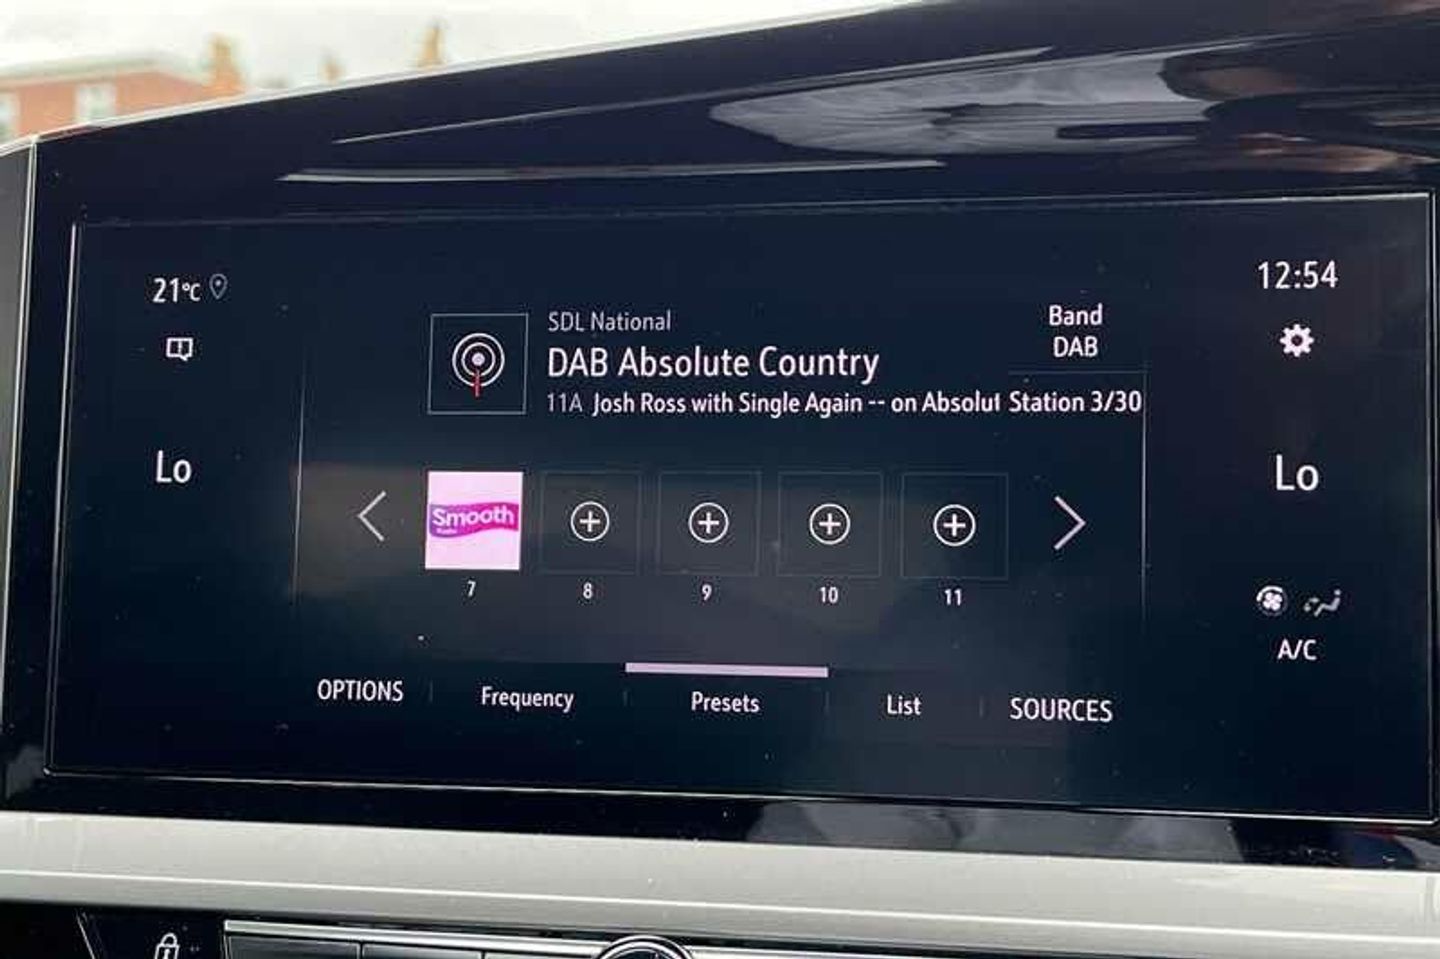 21°C
12:54
SDL National
Band
DAB Absolute Country
DAB
11A Josh Ross with Single Again -- on Absolut Station 3/30
Lo
Lo
Smooth
7
8
9
10
11
A/C
OPTIONS
Frequency
Presets
List
SOURCES